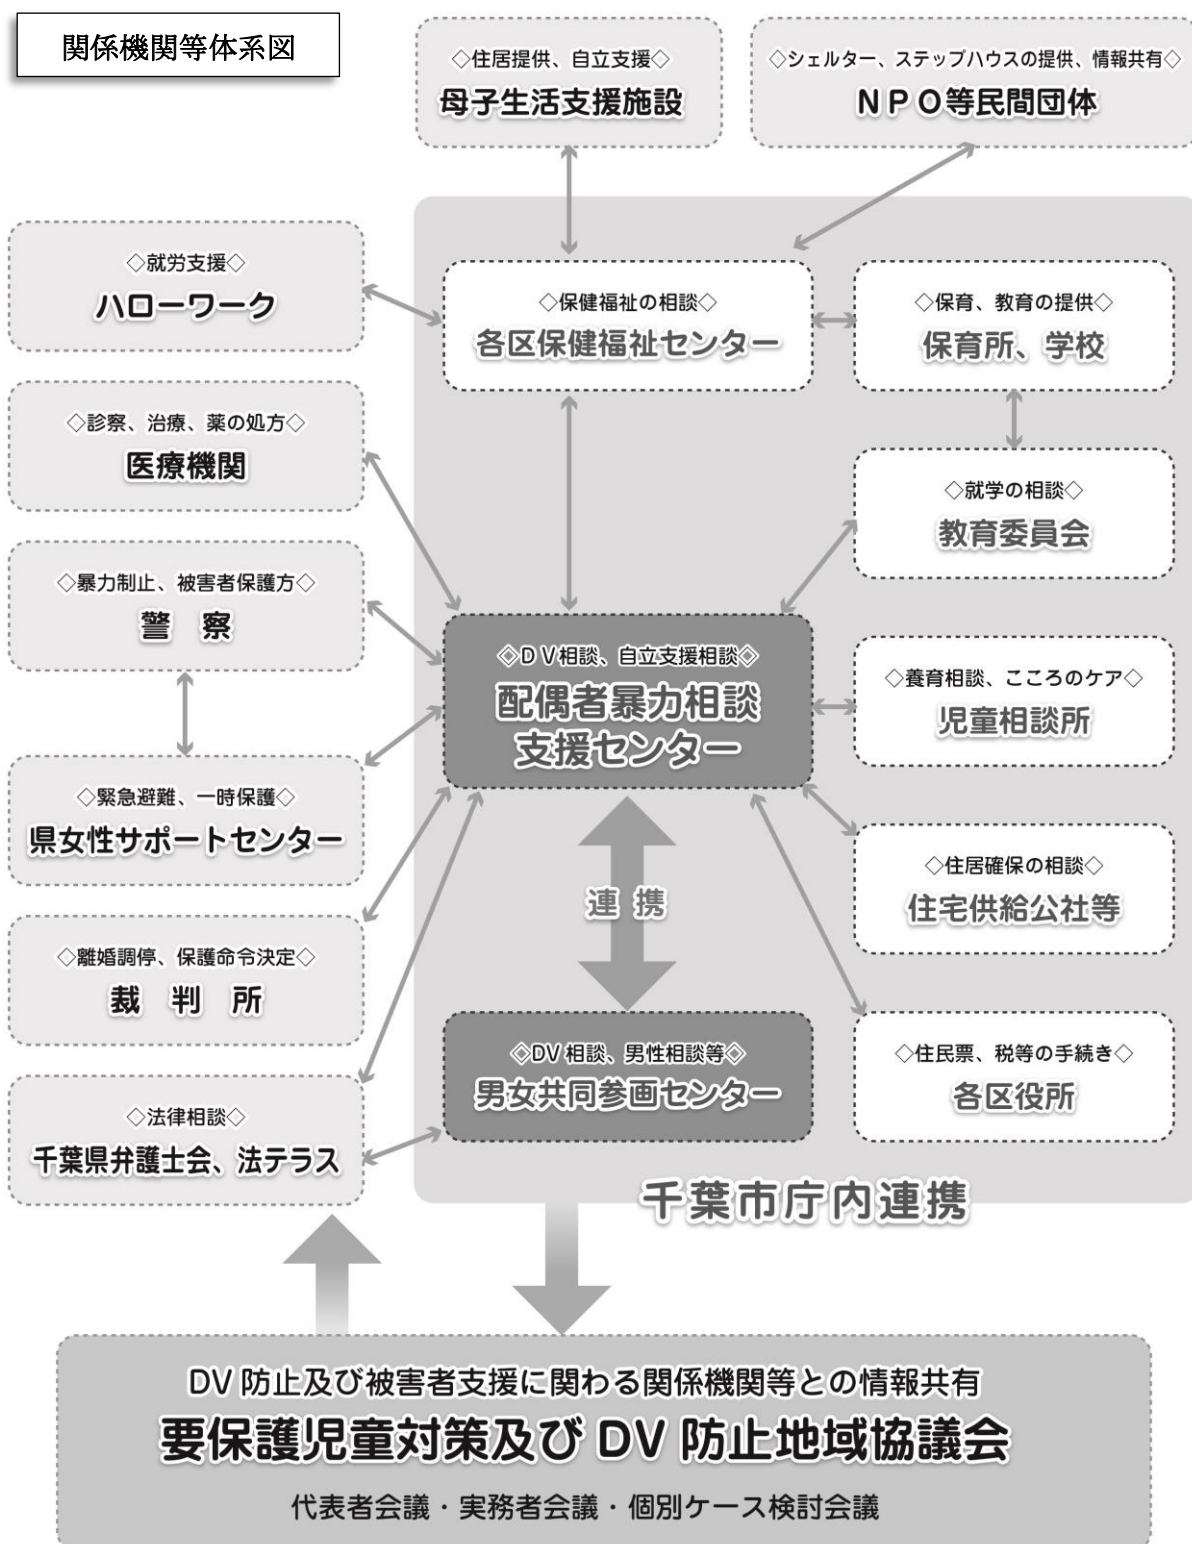 関係機関等体系図
◇住居提供、自立支援◇
母子生活支援施設
◇シェルター、ステップハウスの提供、情報共有◇
ＮＰＯ等民間団体
◇就労支援◇
ハローワーク
◇保健福祉の相談◇
各区保健福祉センター
◇保育、教育の提供◇
保育所、学校
◇診察、治療、薬の処方◇
医療機関
◇就学の相談◇
教育委員会
◇暴力制止、被害者保護方◇
警　察
◇ＤＶ相談、自立支援相談◇
配偶者暴力相談
支援センター
◇養育相談、こころのケア◇
児童相談所
◇緊急避難、一時保護◇
県女性サポートセンター
◇住居確保の相談◇
住宅供給公社等
連 携
◇離婚調停、保護命令決定◇
裁　判　所
◇DV 相談、男性相談等◇
男女共同参画センター
◇住民票、税等の手続き◇
各区役所
◇法律相談◇
千葉県弁護士会、法テラス
千葉市庁内連携
DV 防止及び被害者支援に関わる関係機関等との情報共有
要保護児童対策及び DV 防止地域協議会
代表者会議・実務者会議・個別ケース検討会議